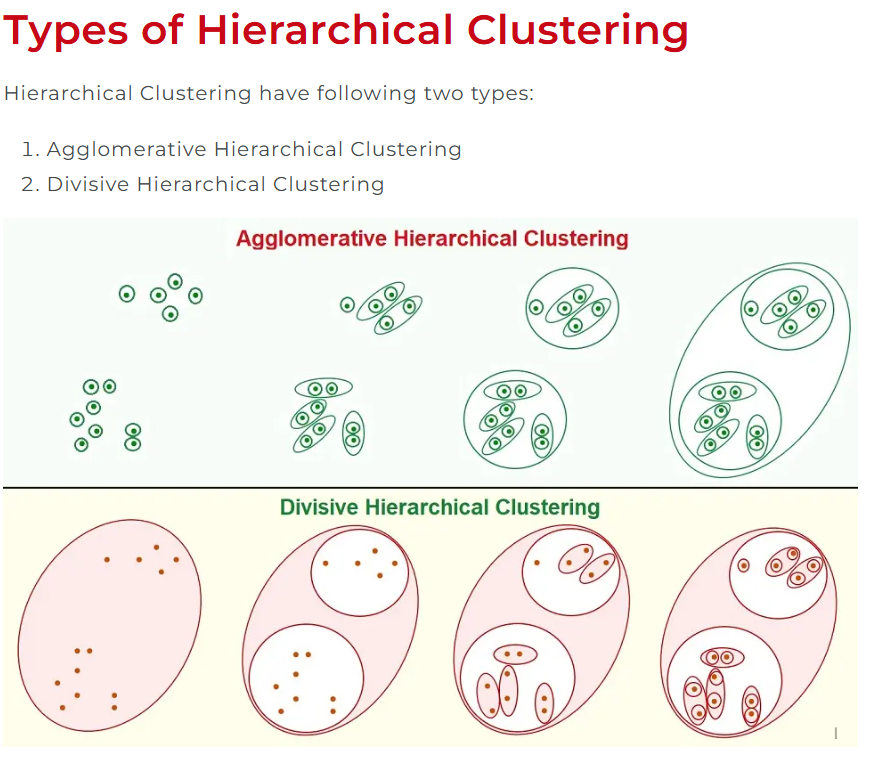 Types of Hierarchical Clustering
Hierarchical Clustering have following two types:
1. Agglomerative Hierarchical Clustering
2. Divisive Hierarchical Clustering
Agglomerative Hierarchical Clustering
Divisive Hierarchical Clustering